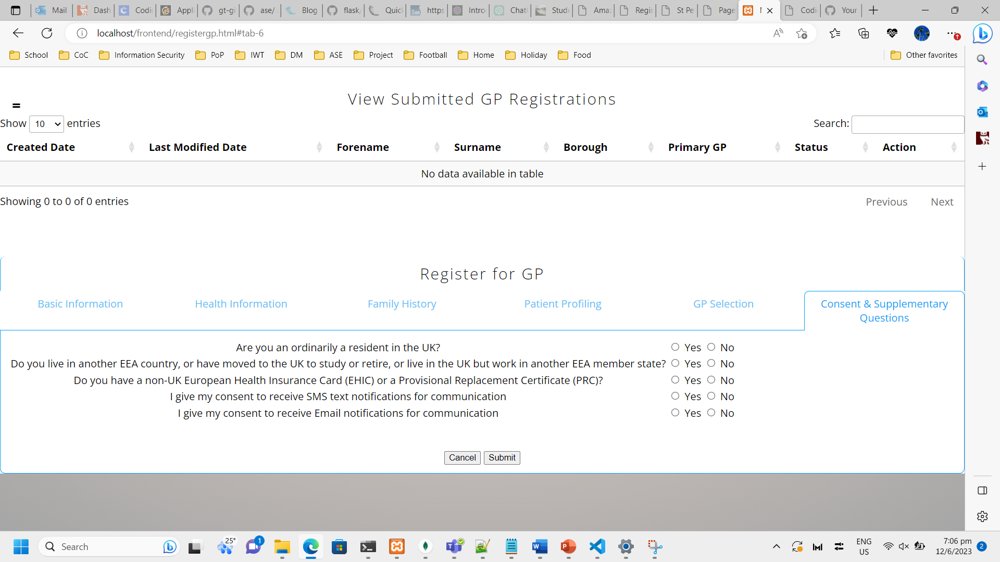 Mail
Dash
Codi
Appli
gt-gi
ase/
Blog
flask/
Quic
https
Intro
Chat
Stude
Amaz
Regis
St Pe
Page
Codi
Your
localhost/frontend/registergp.html#tab-6
School CoC Information Security PoP IWT DM ASE Project Football Home Holiday Food Other favorites
View Submitted GP Registrations
Show 10 entries Search:
Created Date Last Modified Date Forename Surname Borough Primary GP Status Action
No data available in table
Showing 0 to 0 of 0 entries Previous Next
Register for GP
Basic Information Health Information Family History Patient Profiling GP Selection Consent & Supplementary
Questions
Are you an ordinarily a resident in the UK? Yes No
Do you live in another EEA country, or have moved to the UK to study or retire, or live in the UK but work in another EEA member state? Yes No
Do you have a non-UK European Health Insurance Card (EHIC) or a Provisional Replacement Certificate (PRC)? Yes No
I give my consent to receive SMS text notifications for communication Yes No
I give my consent to receive Email notifications for communication Yes No
Cancel Submit
Search
25°
1
ENG
US
7:06 pm
12/6/2023
2